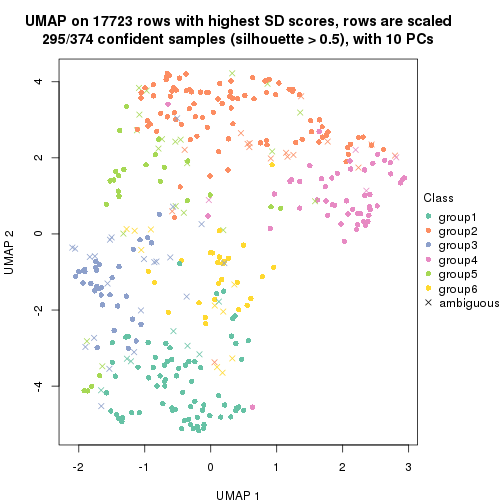 UMAP on 17723 rows with highest SD scores, rows are scaled
295/374 confident samples (silhouette > 0.5), with 10 PCs
4
2
0
-2
-4
UMAP 2
-2
-1
0
1
2
3
UMAP 1
Class
group1
group2
group3
group4
group5
group6
ambiguous